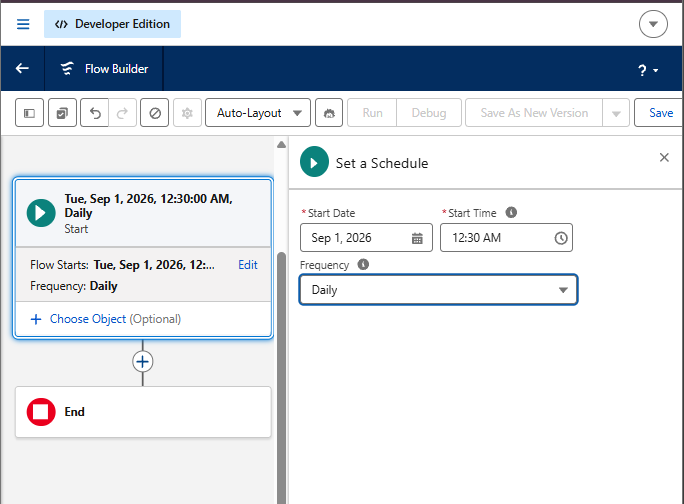 </> Developer Edition
Flow Builder
?
Auto-Layout
Run
Debug
Save As New Version
Save
Tue, Sep 1, 2026, 12:30:00 AM,
Daily
Start
Flow Starts: Tue, Sep 1, 2026, 12:... Edit
Frequency: Daily
+ Choose Object (Optional)
End
Set a Schedule
*Start Date
*Start Time
Sep 1, 2026
12:30 AM
Frequency
Daily